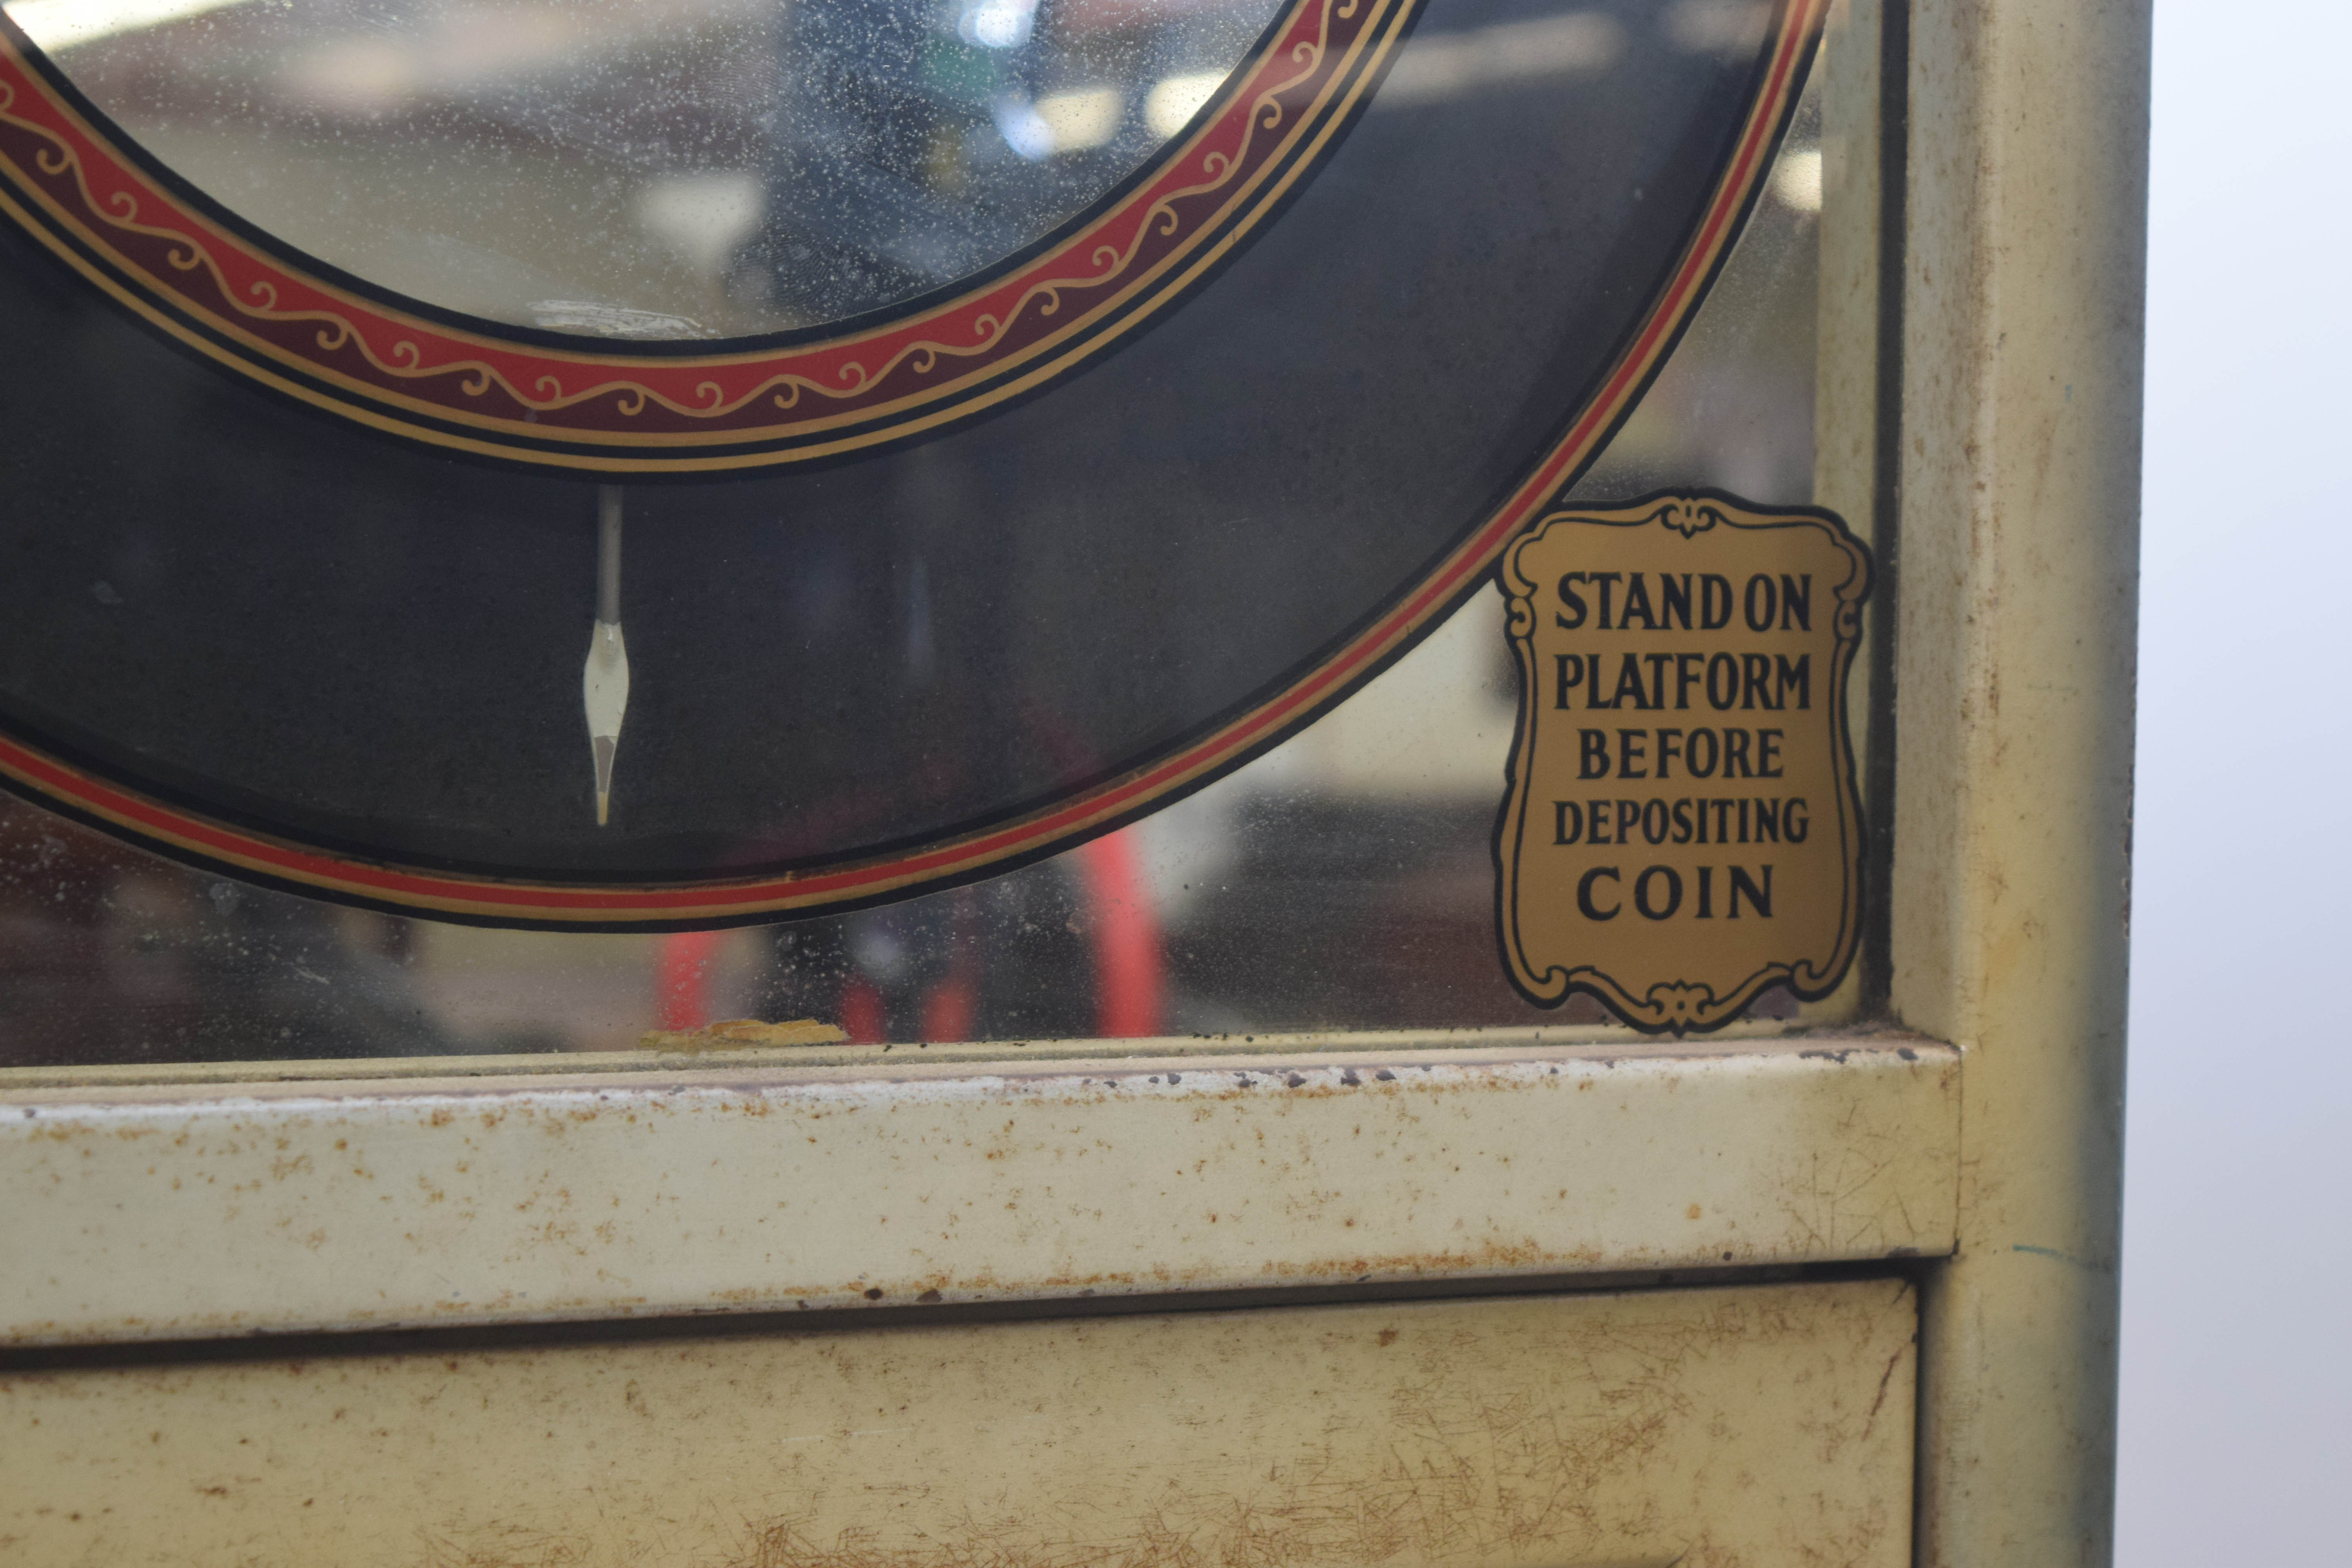 STAND ON
PLATFORM
BEFORE
DEPOSITING
COIN